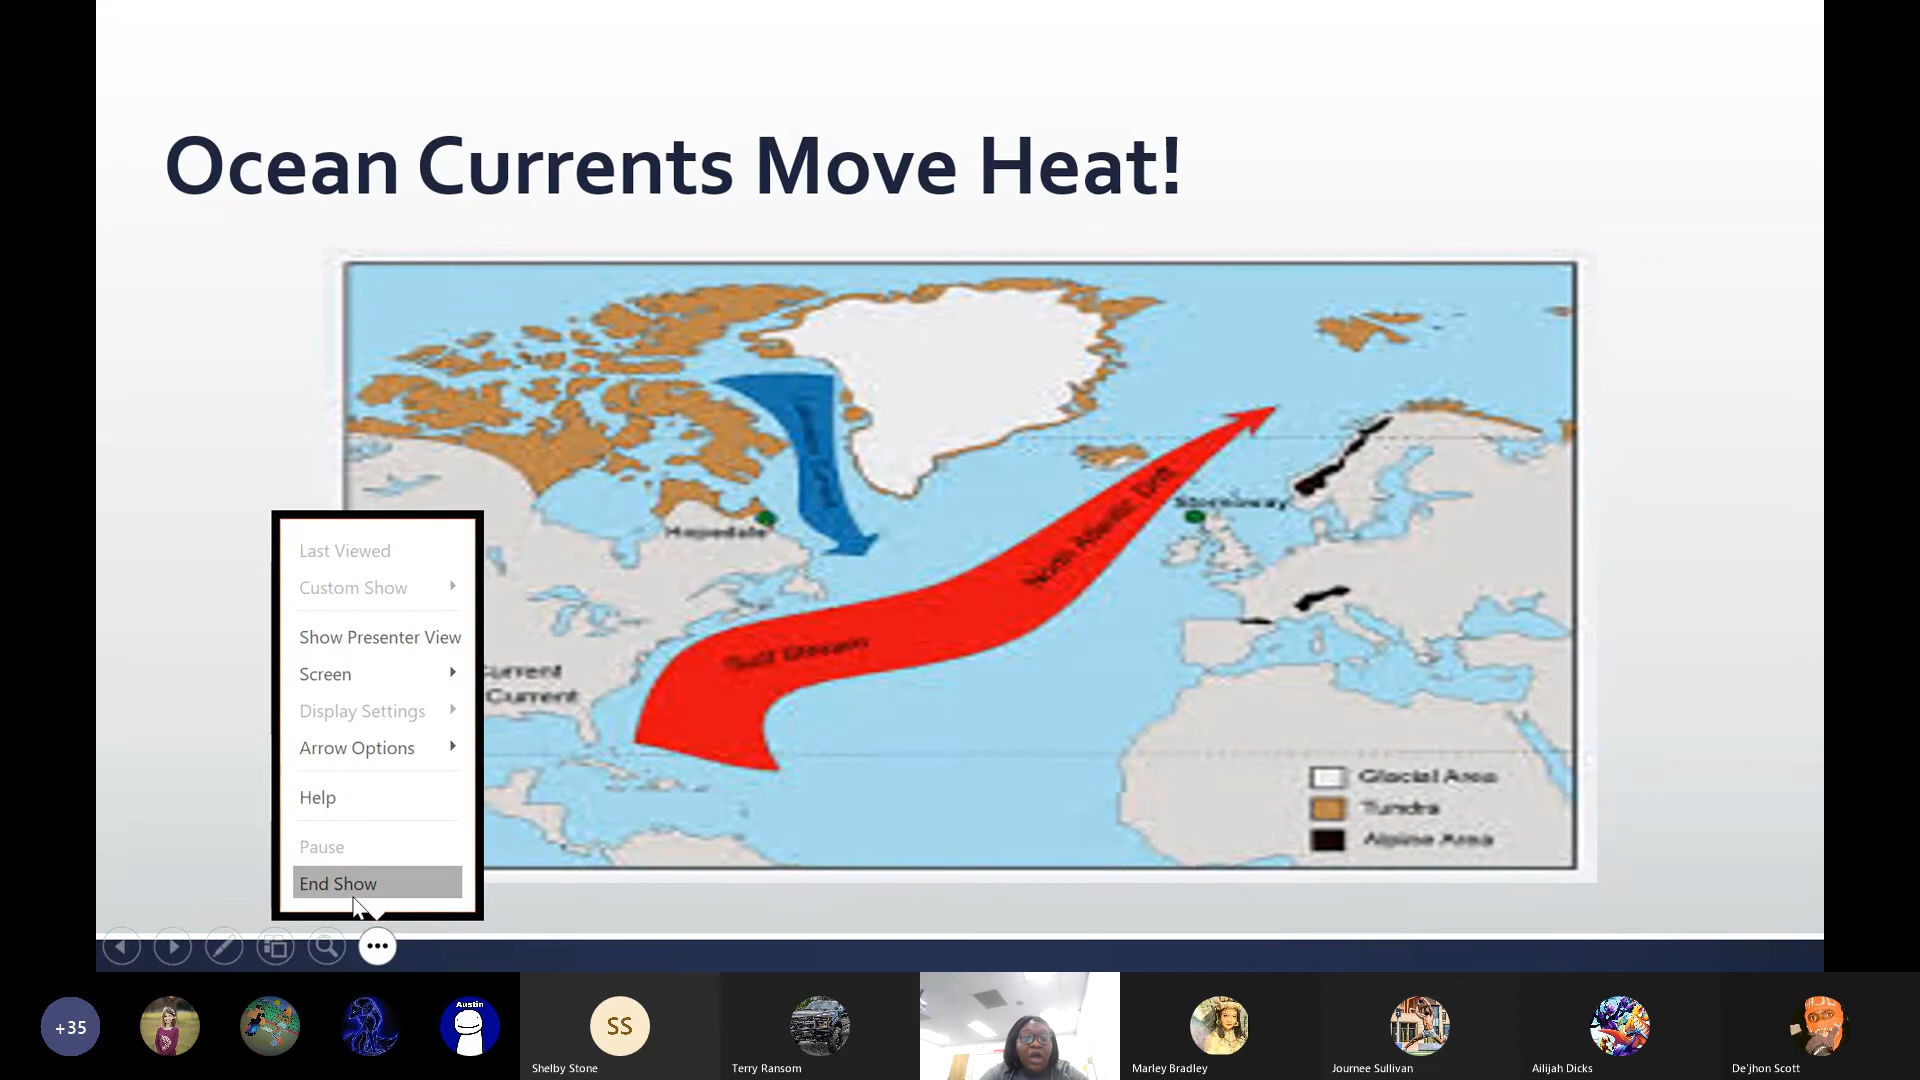 Ocean Currents Move Heat!
Hopedale
Stornoway
North Atlantic Drift
Gulf Stream
Current
Current
Glacial Area
Tundra
Alpine Area
Last Viewed
Custom Show
Show Presenter View
Screen
Display Settings
Arrow Options
Help
Pause
End Show
+35
Austin
SS
Shelby Stone
Terry Ransom
Marley Bradley
Journee Sullivan
Ailijah Dicks
De'jhon Scott